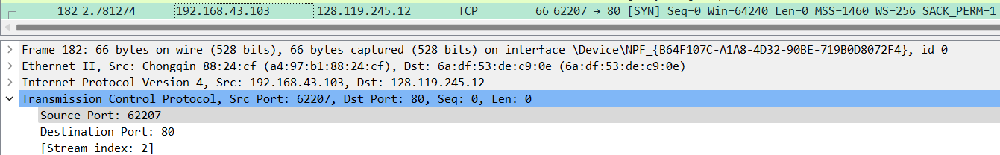 182 2.781274 192.168.43.103 128.119.245.12 TCP 66 62207 → 80 [SYN] Seq=0 Win=64240 Len=0 MSS=1460 WS=256 SACK_PERM=1
Frame 182: 66 bytes on wire (528 bits), 66 bytes captured (528 bits) on interface \Device\NPF_{B64F107C-A1A8-4D32-90BE-719B0D8072F4}, id 0
Ethernet II, Src: Chongqin_88:24:cf (a4:97:b1:88:24:cf), Dst: 6a:df:53:de:c9:0e (6a:df:53:de:c9:0e)
Internet Protocol Version 4, Src: 192.168.43.103, Dst: 128.119.245.12
Transmission Control Protocol, Src Port: 62207, Dst Port: 80, Seq: 0, Len: 0
Source Port: 62207
Destination Port: 80
[Stream index: 2]